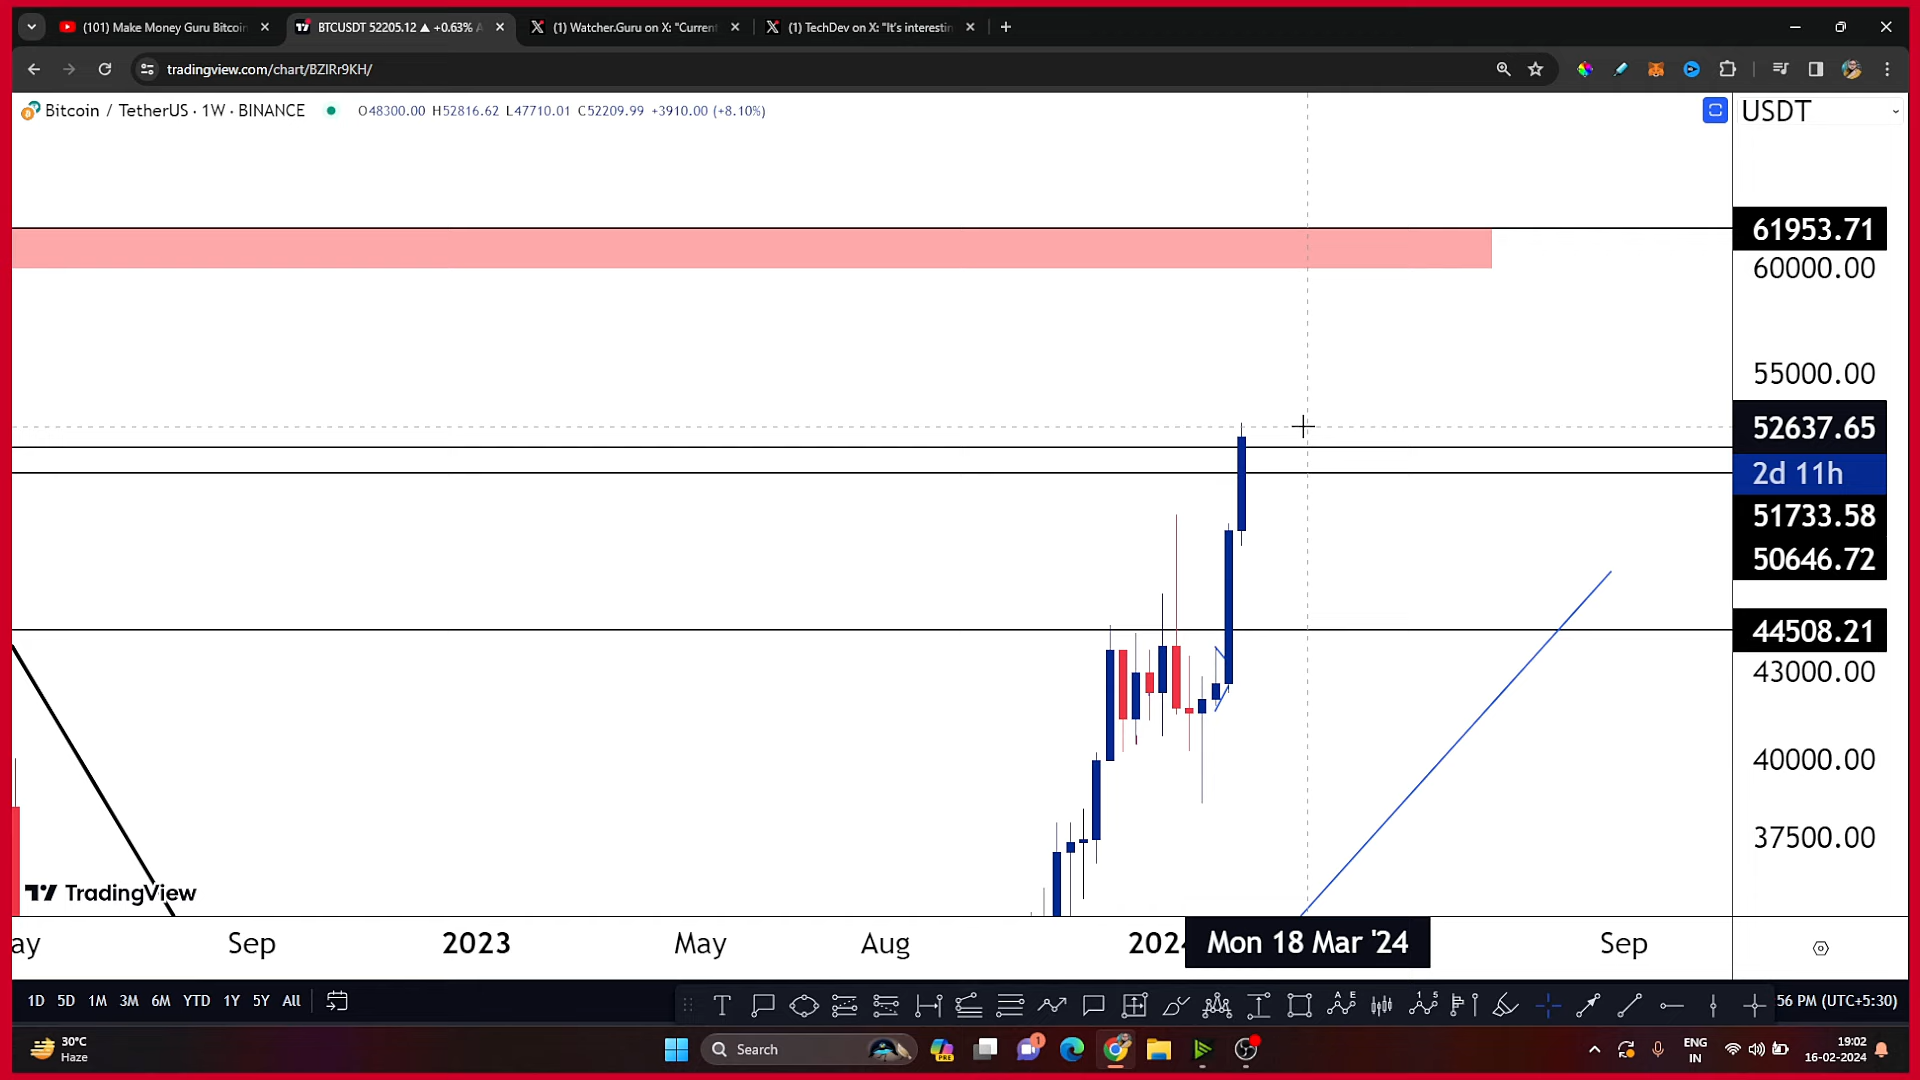 (101) Make Money Guru Bitcoin
BTCUSDT 52205.12 ▲ +0.63%
(1) Watcher.Guru on X: "Current
(1) TechDev on X: "It's interestin
tradingview.com/chart/BZIRr9KH/
Bitcoin / TetherUS · 1W · BINANCE
O48300.00 H52816.62 L47710.01 C52209.99 +3910.00 (+8.10%)
USDT
61953.71
60000.00
55000.00
52637.65
2d 11h
51733.58
50646.72
44508.21
43000.00
40000.00
37500.00
TradingView
ay
Sep
2023
May
Aug
2024
Mon 18 Mar '24
Sep
1D 5D 1M 3M 6M YTD 1Y 5Y All
56 PM (UTC+5:30)
30°C
Haze
Search
PRE
1
ENG
IN
19:02
16-02-2024